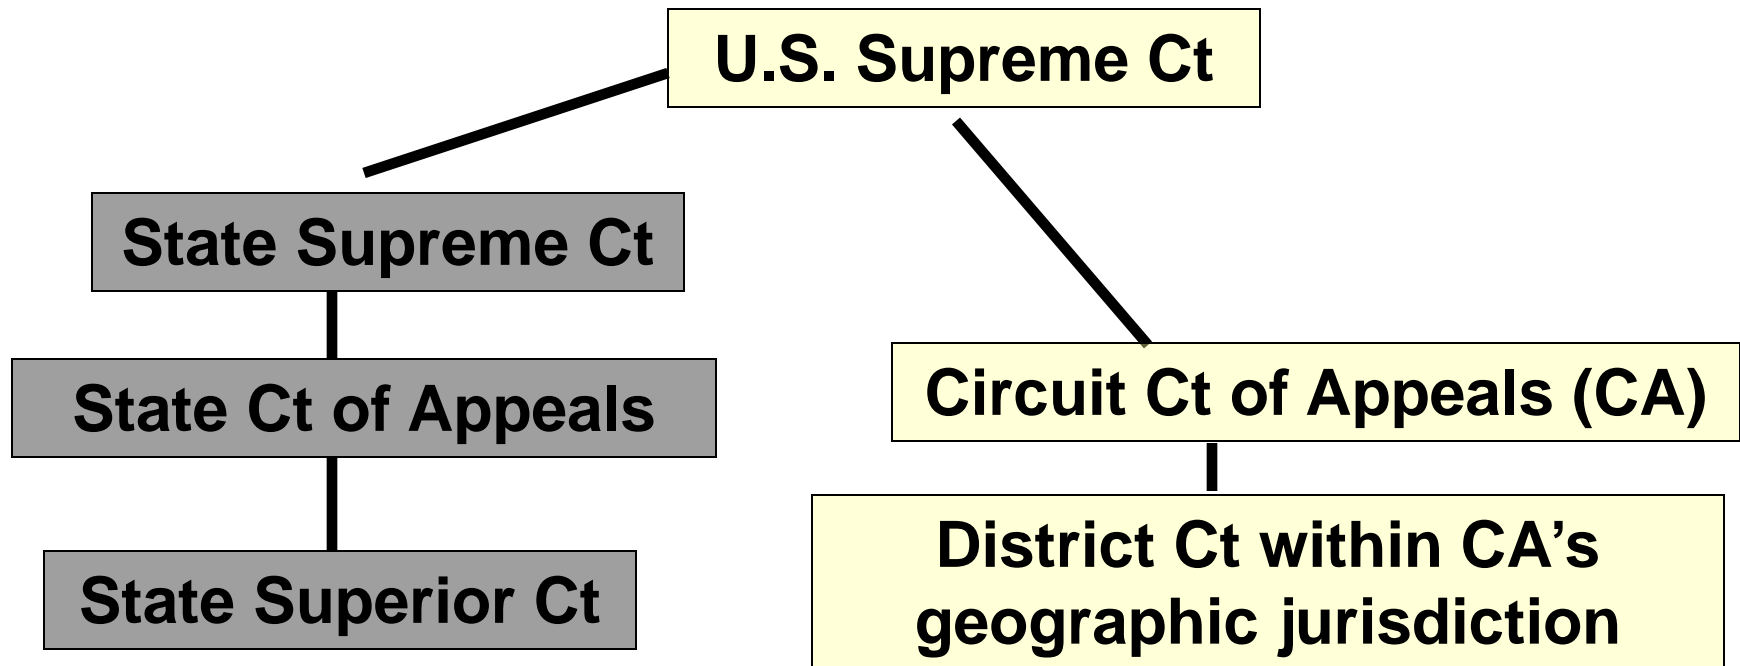 U.S. Supreme Ct
State Supreme Ct
State Ct of Appeals
State Superior Ct
Circuit Ct of Appeals (CA)
District Ct within CA’s
geographic jurisdiction